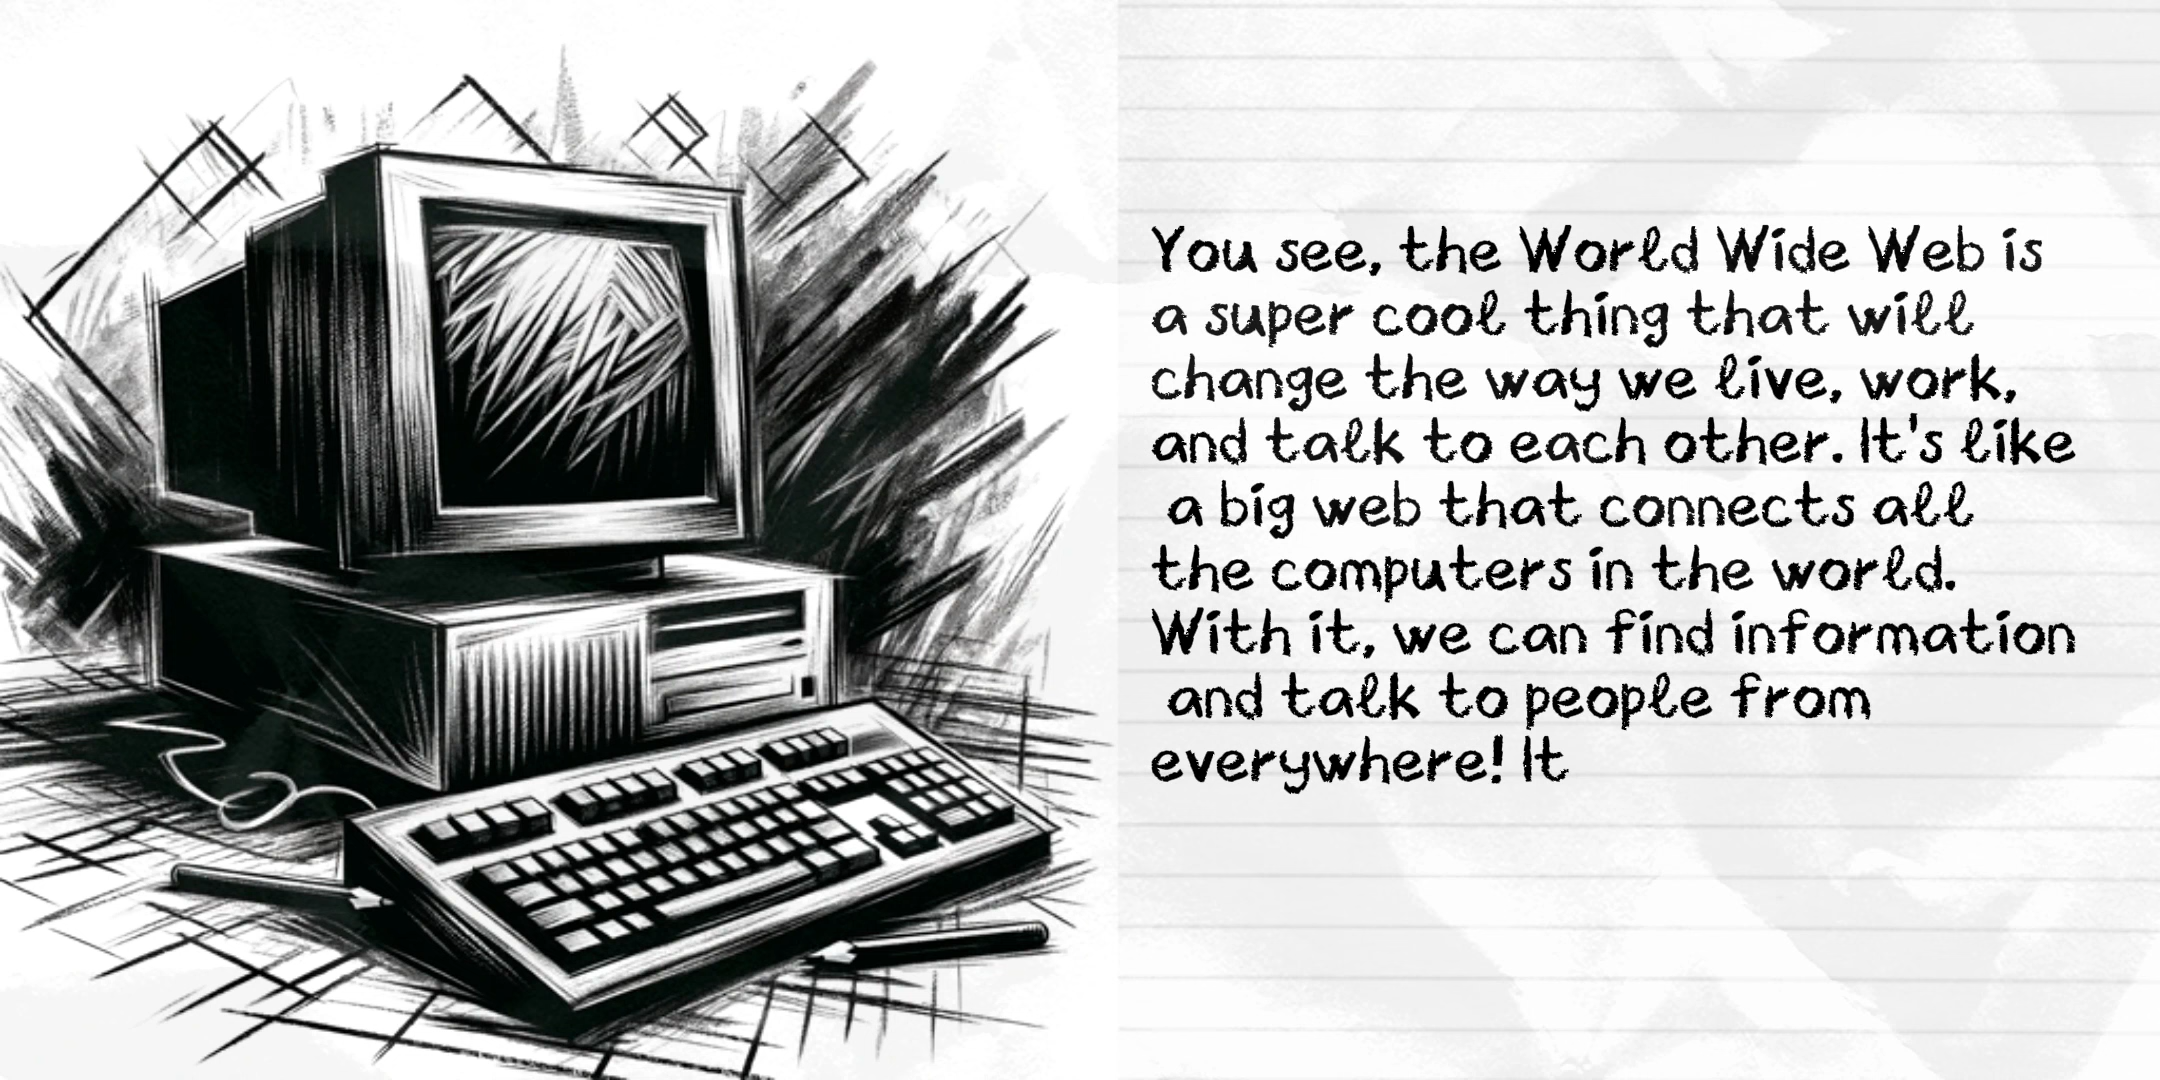 You see, the World Wide Web is
a super cool thing that will
change the way we live, work,
and talk to each other. It's like
a big web that connects all
the computers in the world.
With it, we can find information
and talk to people from
everywhere! It